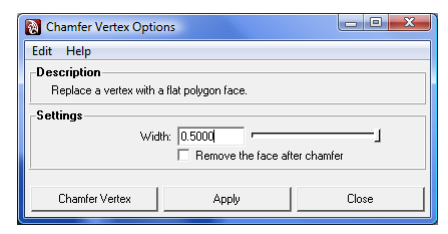 Chamfer Vertex Options
Edit Help
Description
Replace a vertex with a flat polygon face.
Settings
Width: 0.5000
Remove the face after chamfer
Chamfer Vertex Apply Close